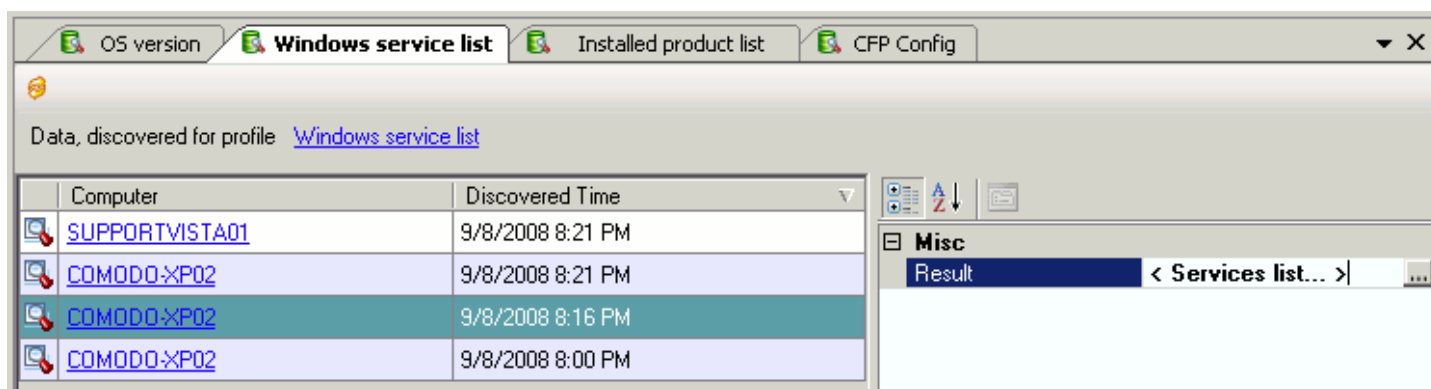 OS version Windows service list Installed product list CFP Config
Data, discovered for profile Windows service list
Computer Discovered Time
SUPPORTVISTA01 9/8/2008 8:21 PM
COMODO-XP02 9/8/2008 8:21 PM
COMODO-XP02 9/8/2008 8:16 PM
COMODO-XP02 9/8/2008 8:00 PM
A
Z
Misc
Result < Services list... > ...